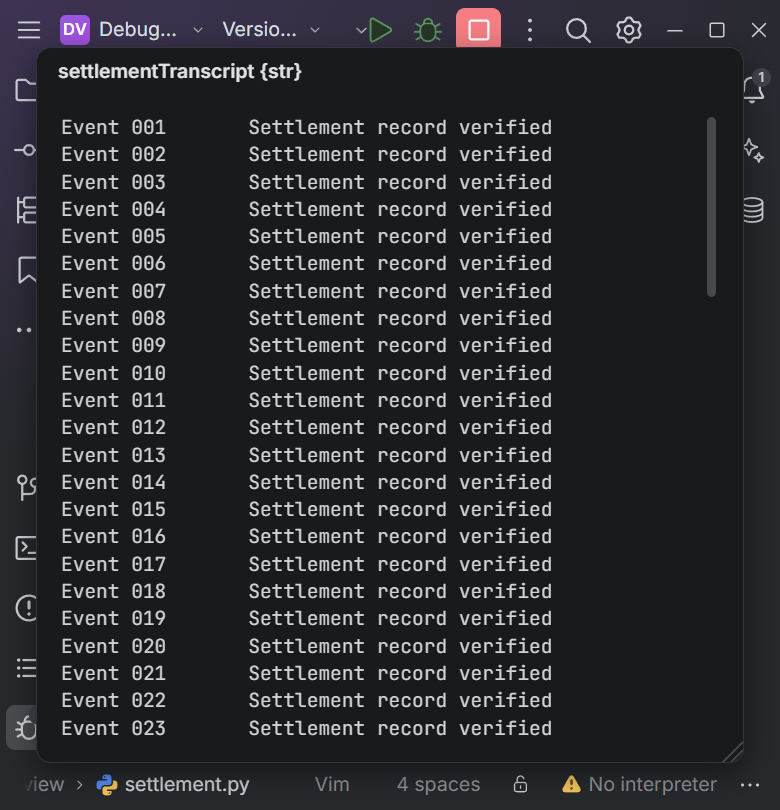 DV Debug... Versio...
settlementTranscript {str}
1
Event 001 Settlement record verified
Event 002 Settlement record verified
Event 003 Settlement record verified
Event 004 Settlement record verified
Event 005 Settlement record verified
Event 006 Settlement record verified
Event 007 Settlement record verified
Event 008 Settlement record verified
Event 009 Settlement record verified
Event 010 Settlement record verified
Event 011 Settlement record verified
Event 012 Settlement record verified
Event 013 Settlement record verified
Event 014 Settlement record verified
Event 015 Settlement record verified
Event 016 Settlement record verified
Event 017 Settlement record verified
Event 018 Settlement record verified
Event 019 Settlement record verified
Event 020 Settlement record verified
Event 021 Settlement record verified
Event 022 Settlement record verified
Event 023 Settlement record verified
view › settlement.py Vim 4 spaces No interpreter